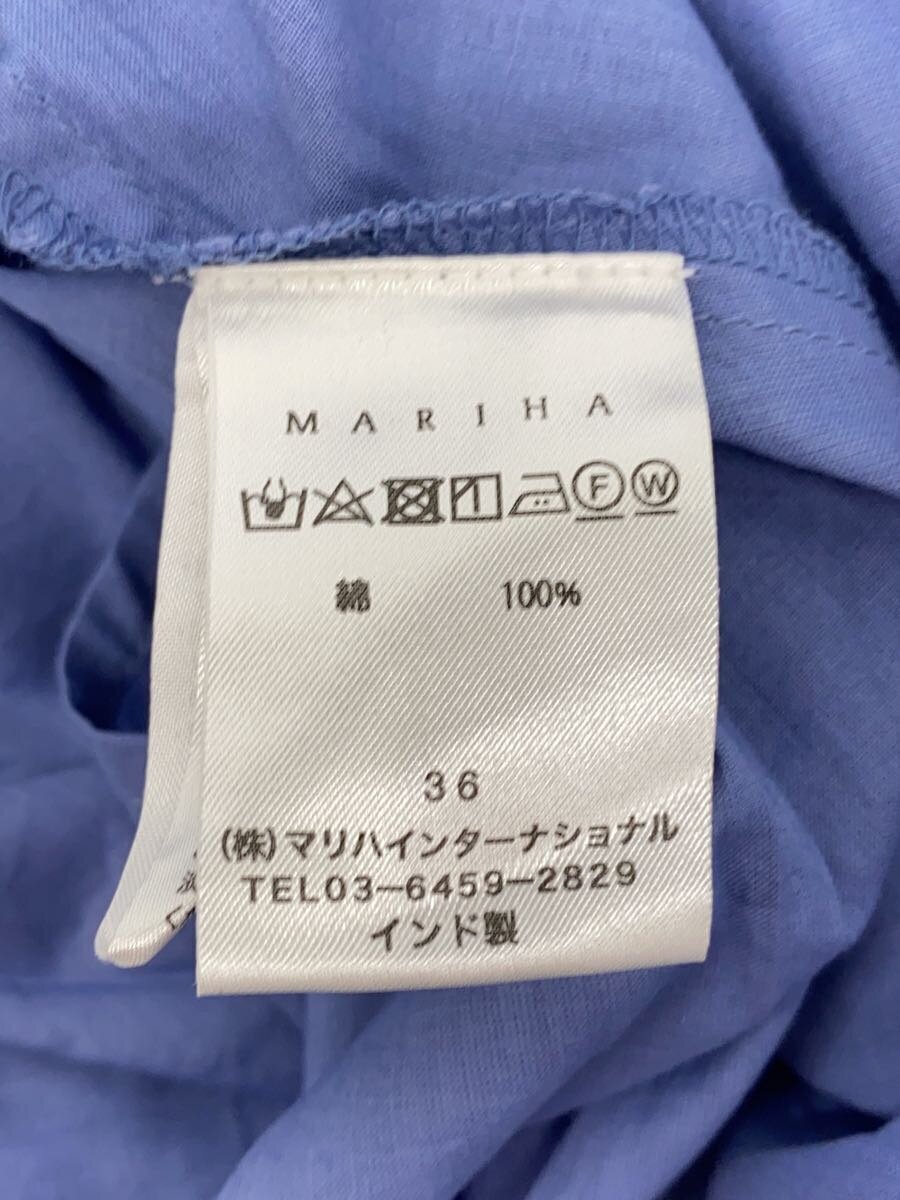 MARIHA
F W
綿 100%
36
(株)マリハインターナショナル
TEL03-6459-2829
インド製